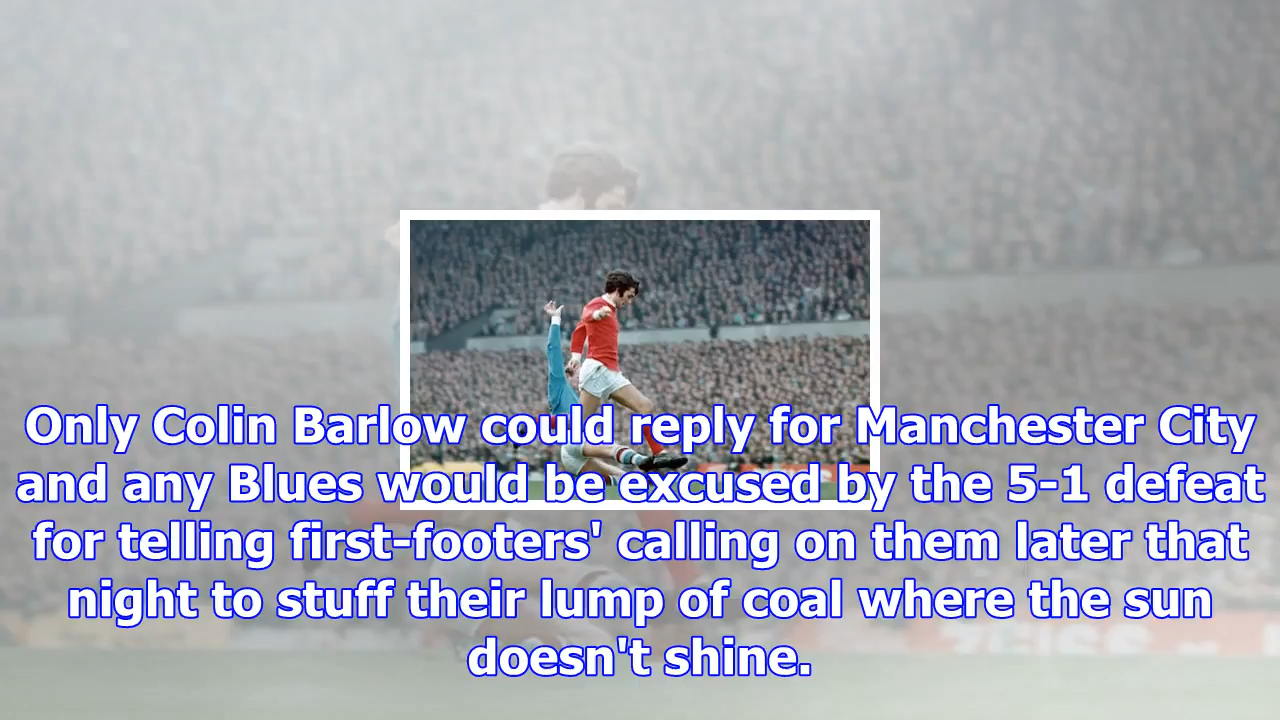 Only Colin Barlow could reply for Manchester City
and any Blues would be excused by the 5-1 defeat
for telling first-footers' calling on them later that
night to stuff their lump of coal where the sun
doesn't shine.